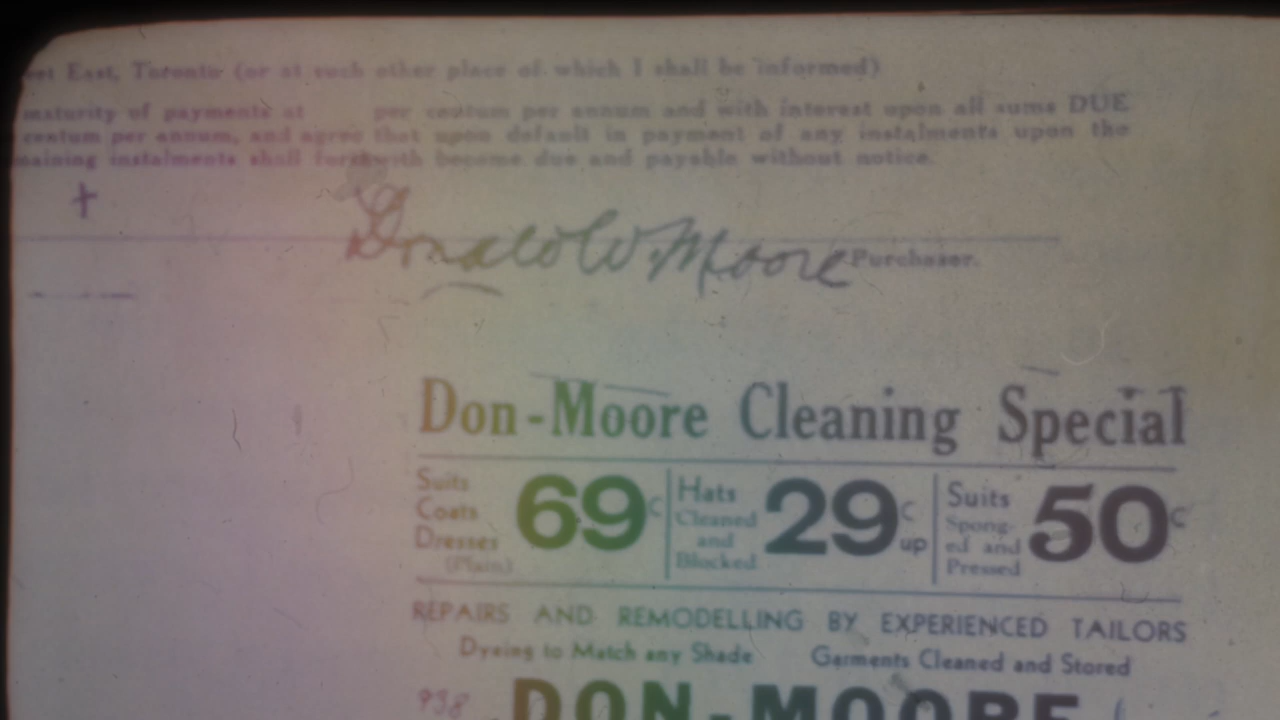 East, Toronto (or at such other place of which I shall be informed)
maturity of payments at per centum per annum and with interest upon all sums DUE
centum per annum, and agree that upon default in payment of any instalments upon the
instalments shall forthwith become due and payable without notice.
+
Donald W. Moore Purchaser.
Don-Moore Cleaning Special
Suits
Coats
Dresses
(Plain)
69c
Hats
Cleaned
and
Blocked
29c
up
Suits
Spong-
ed and
Pressed
50c
REPAIRS AND REMODELLING BY EXPERIENCED TAILORS
Dyeing to Match any Shade Garments Cleaned and Stored
938 DON-MOORE